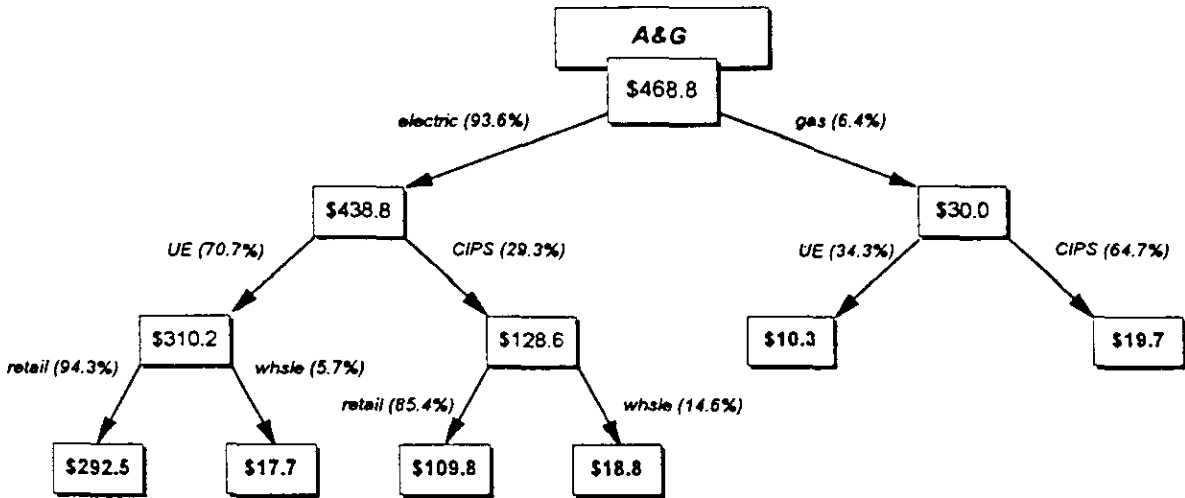 A&G
$468.8
electric (93.6%)
gas (6.4%)
$438.8
$30.0
UE (70.7%)
CIPS (29.3%)
UE (34.3%)
CIPS (64.7%)
$310.2
$128.6
$10.3
$19.7
retail (94.3%)
whsle (5.7%)
retail (85.4%)
whsle (14.6%)
$292.5
$17.7
$109.8
$18.8